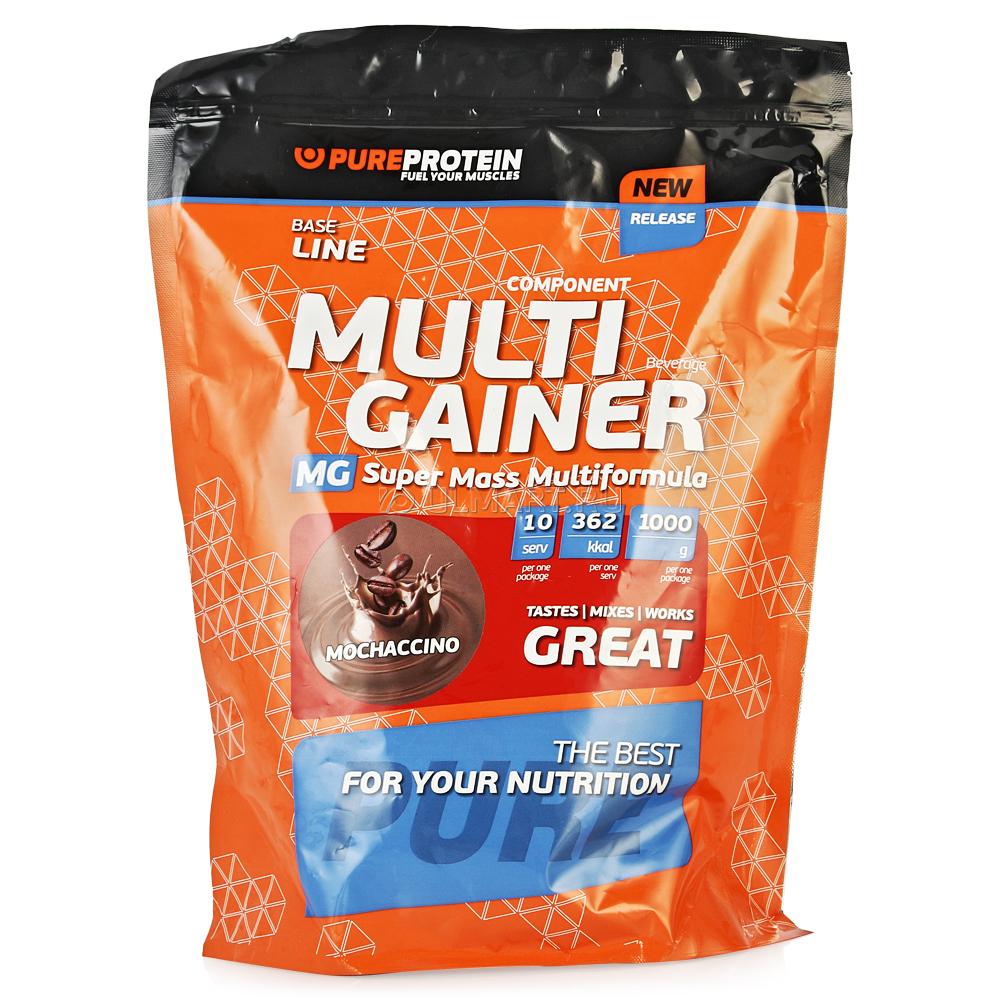 PUREPROTEIN
FUEL YOUR MUSCLES
NEW
RELEASE
BASE
LINE
COMPONENT
MULTI
Beverage
GAINER
MG Super Mass Multiformula
ULMART.RU
10
serv
per one
package
362
kkal
per one
serv
1000
g
per one
package
TASTES | MIXES | WORKS
GREAT
MOCHACCINO
THE BEST
FOR YOUR NUTRITION
PURE